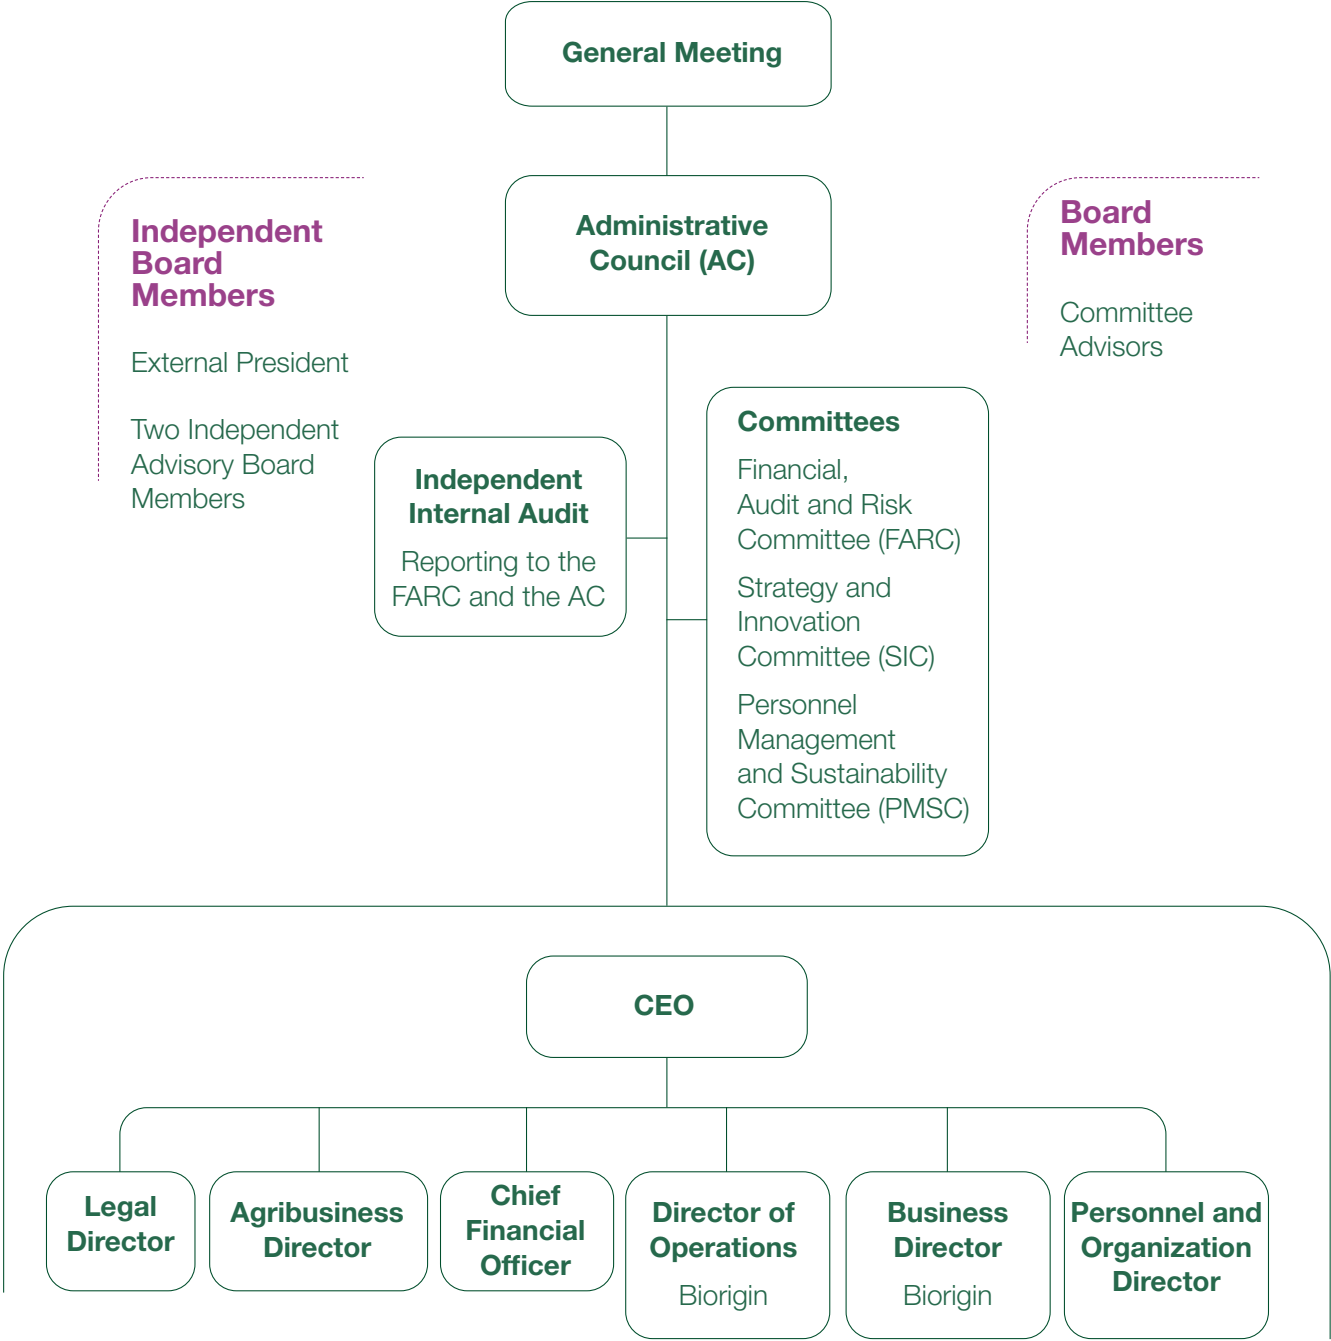 General Meeting
Administrative
Council (AC)
Independent
Board
Members
External President
Two Independent
Advisory Board
Members
Board
Members
Committee
Advisors
Independent
Internal Audit
Reporting to the
FARC and the AC
Committees
Financial,
Audit and Risk
Committee (FARC)
Strategy and
Innovation
Committee (SIC)
Personnel
Management
and Sustainability
Committee (PMSC)
CEO
Legal
Director
Agribusiness
Director
Chief
Financial
Officer
Director of
Operations
Biorigin
Business
Director
Biorigin
Personnel and
Organization
Director